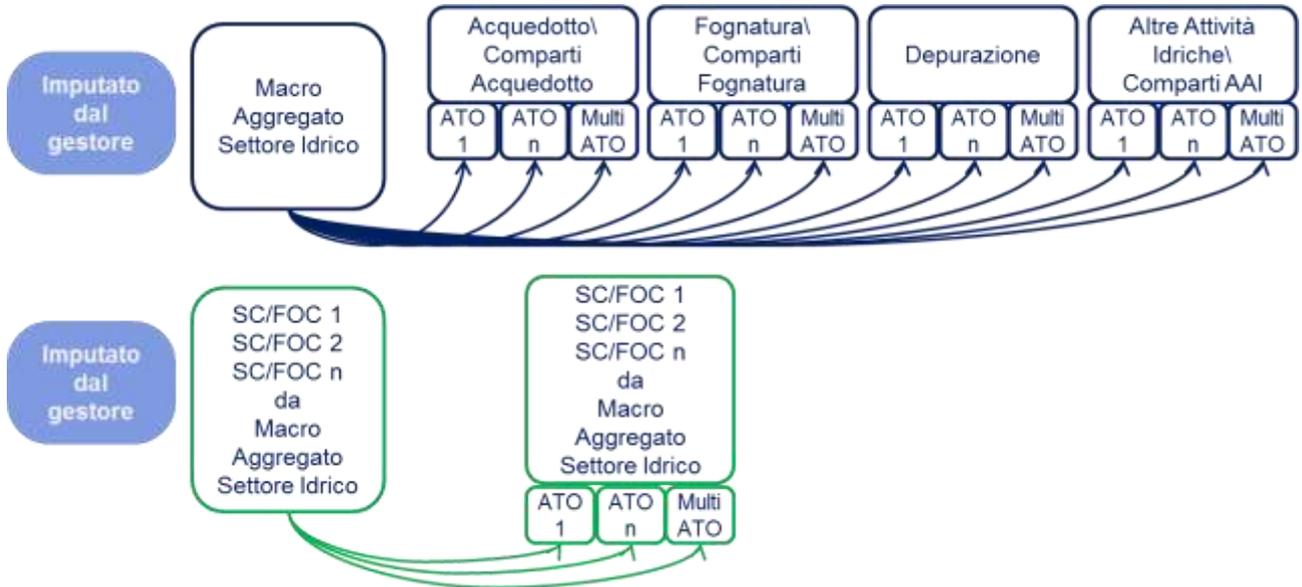 Imputato
dal
gestore
Macro
Aggregato
Settore Idrico
Acquedotto\
Comparti
Acquedotto
ATO
1
ATO
n
Multi
ATO
Fognatura\
Comparti
Fognatura
ATO
1
ATO
n
Multi
ATO
Depurazione
ATO
1
ATO
n
Multi
ATO
Altre Attività
Idriche\
Comparti AAI
ATO
1
ATO
n
Multi
ATO
Imputato
dal
gestore
SC/FOC 1
SC/FOC 2
SC/FOC n
da
Macro
Aggregato
Settore Idrico
SC/FOC 1
SC/FOC 2
SC/FOC n
da
Macro
Aggregato
Settore Idrico
ATO
1
ATO
n
Multi
ATO